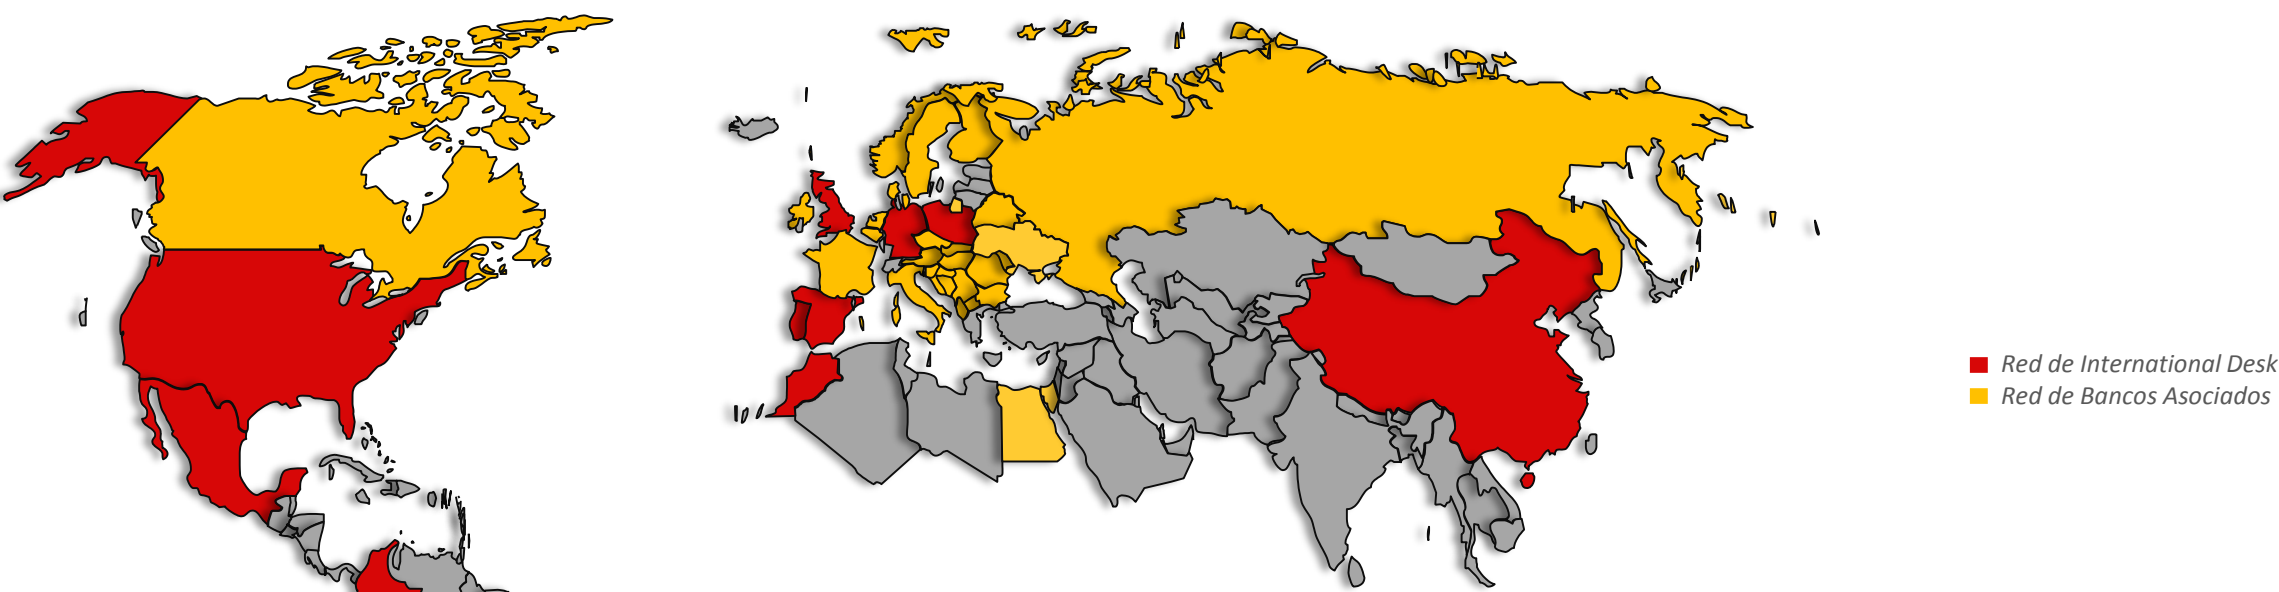 Red de International Desk
Red de Bancos Asociados